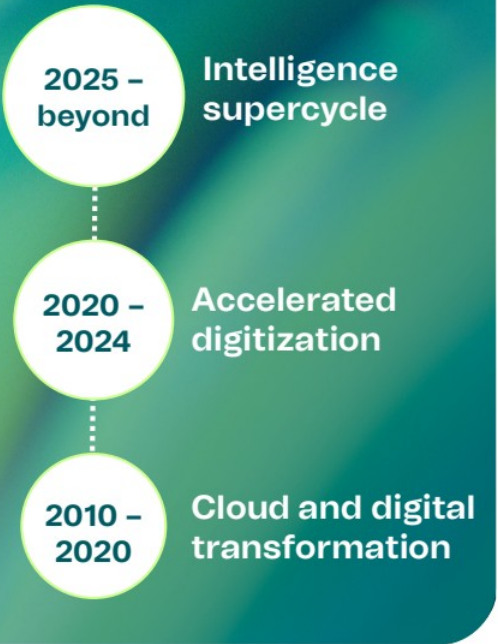 2025 –
beyond
Intelligence
supercycle
2020 –
2024
Accelerated
digitization
2010 –
2020
Cloud and digital
transformation